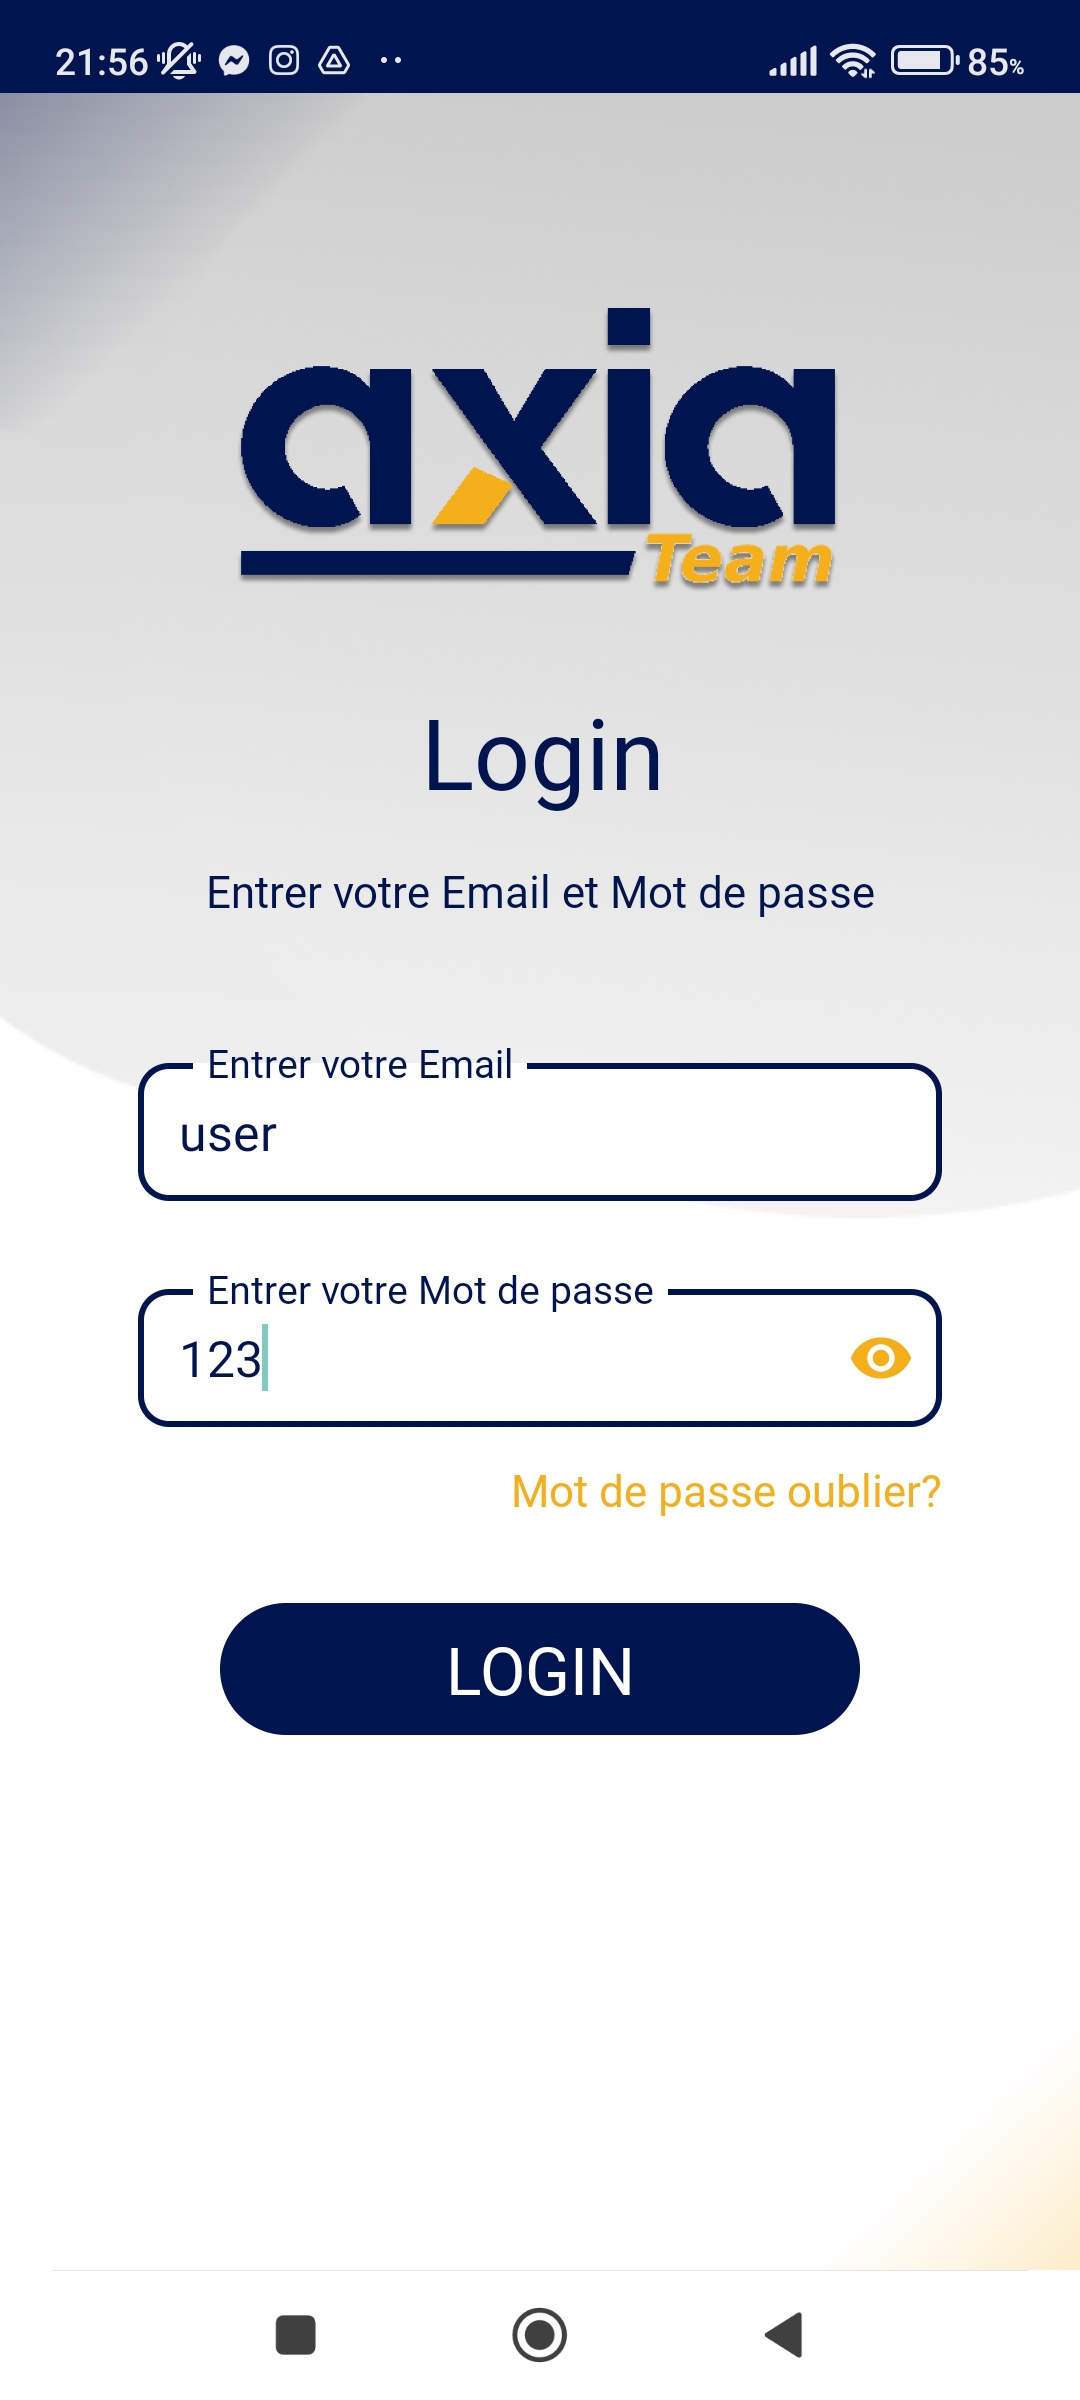 21:56 85%
axia
Team
Login
Entrer votre Email et Mot de passe
Entrer votre Email
user
Entrer votre Mot de passe
123
Mot de passe oublier?
LOGIN